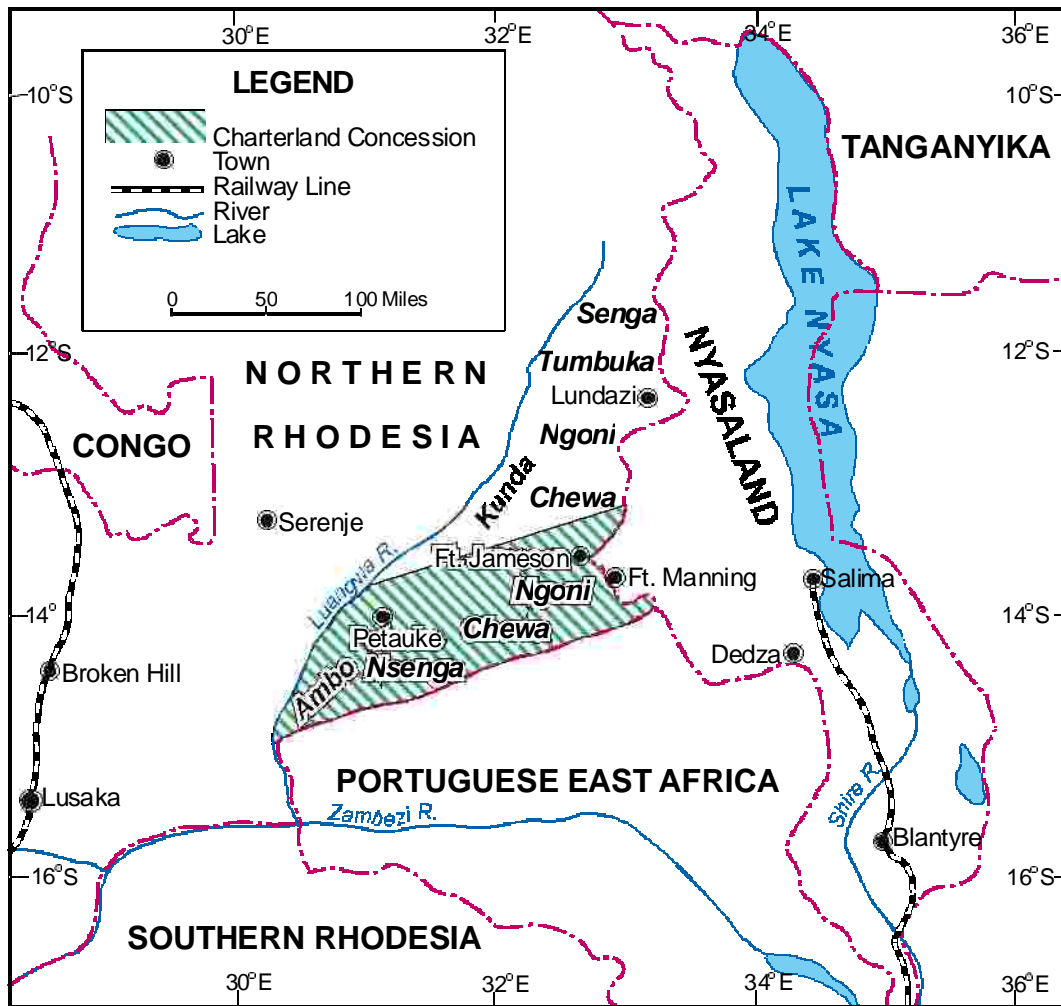 30°E 32°E 34°E 36°E
LEGEND
Charterland Concession
Town
Railway Line
River
Lake
0 50 100 Miles
10°S 10°S
TANGANYIKA
LAKE NYASA
Senga
12°S 12°S
Tumbuka
NORTHERN
NYASALAND
Lundazi
RHODESIA
Ngoni
CONGO
Kunda
Chewa
Serenje
Luangwa R.
Ft. Jameson
Ft. Manning
Salima
Ngoni
14° 14°S
Petauke
Chewa
Dedza
Nsenga
Ambo
Broken Hill
PORTUGUESE EAST AFRICA
Lusaka
Zambezi R.
Shire R.
Blantyre
16°S 16°S
SOUTHERN RHODESIA
30°E 32°E 34°E 36°E